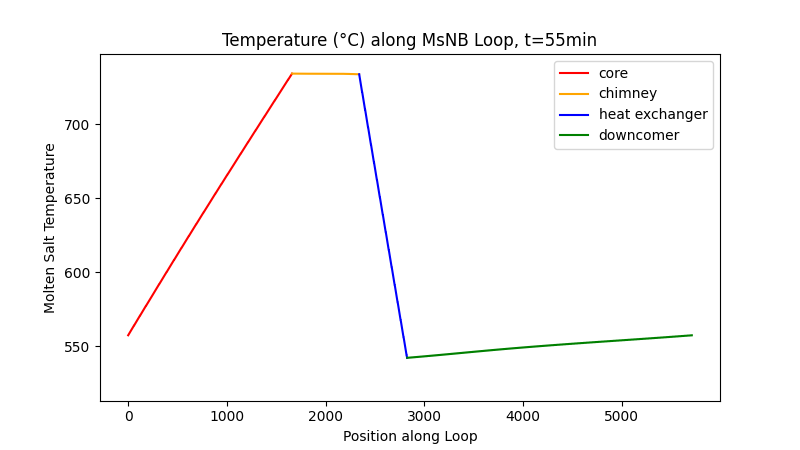 Temperature (°C) along MsNB Loop, t=55min
core
chimney
heat exchanger
downcomer
Molten Salt Temperature
700
650
600
550
0 1000 2000 3000 4000 5000
Position along Loop